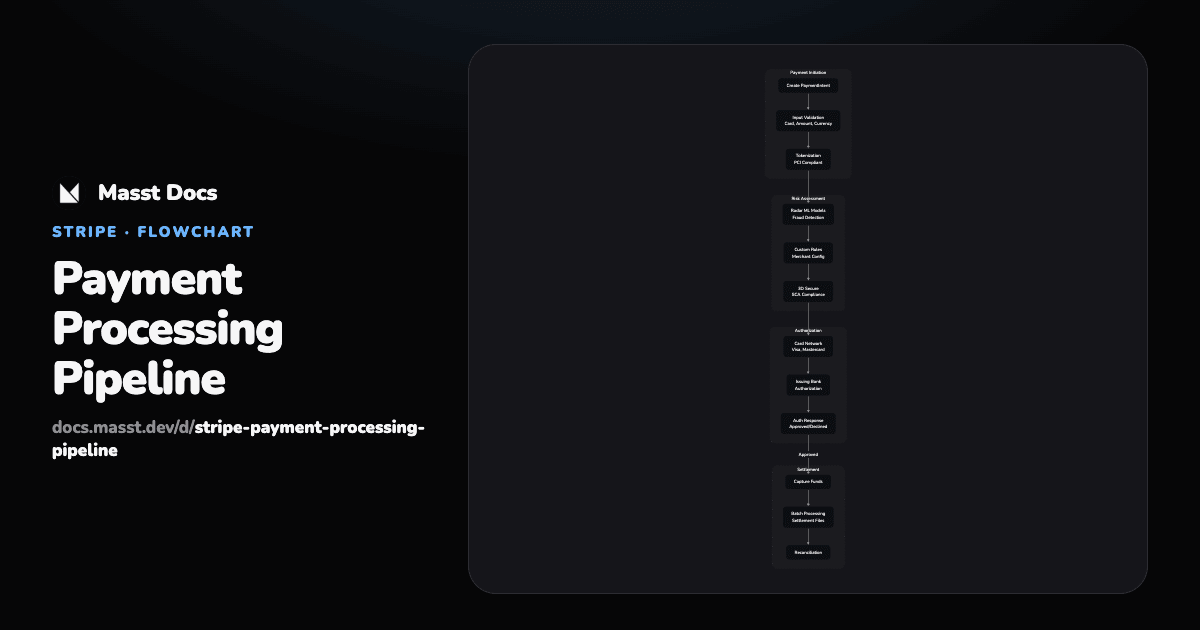 Masst Docs
STRIPE · FLOWCHART
Payment
Processing
Pipeline
docs.masst.dev/d/stripe-payment-processing-
pipeline
Payment Initiation
Create PaymentIntent
Input Validation
Card, Amount, Currency
Tokenization
PCI Compliant
Risk Assessment
Radar ML Models
Fraud Detection
Custom Rules
Merchant Config
3D Secure
SCA Compliance
Authorization
Card Network
Visa, Mastercard
Issuing Bank
Authorization
Auth Response
Approved/Declined
Approved
Settlement
Capture Funds
Batch Processing
Settlement Files
Reconciliation